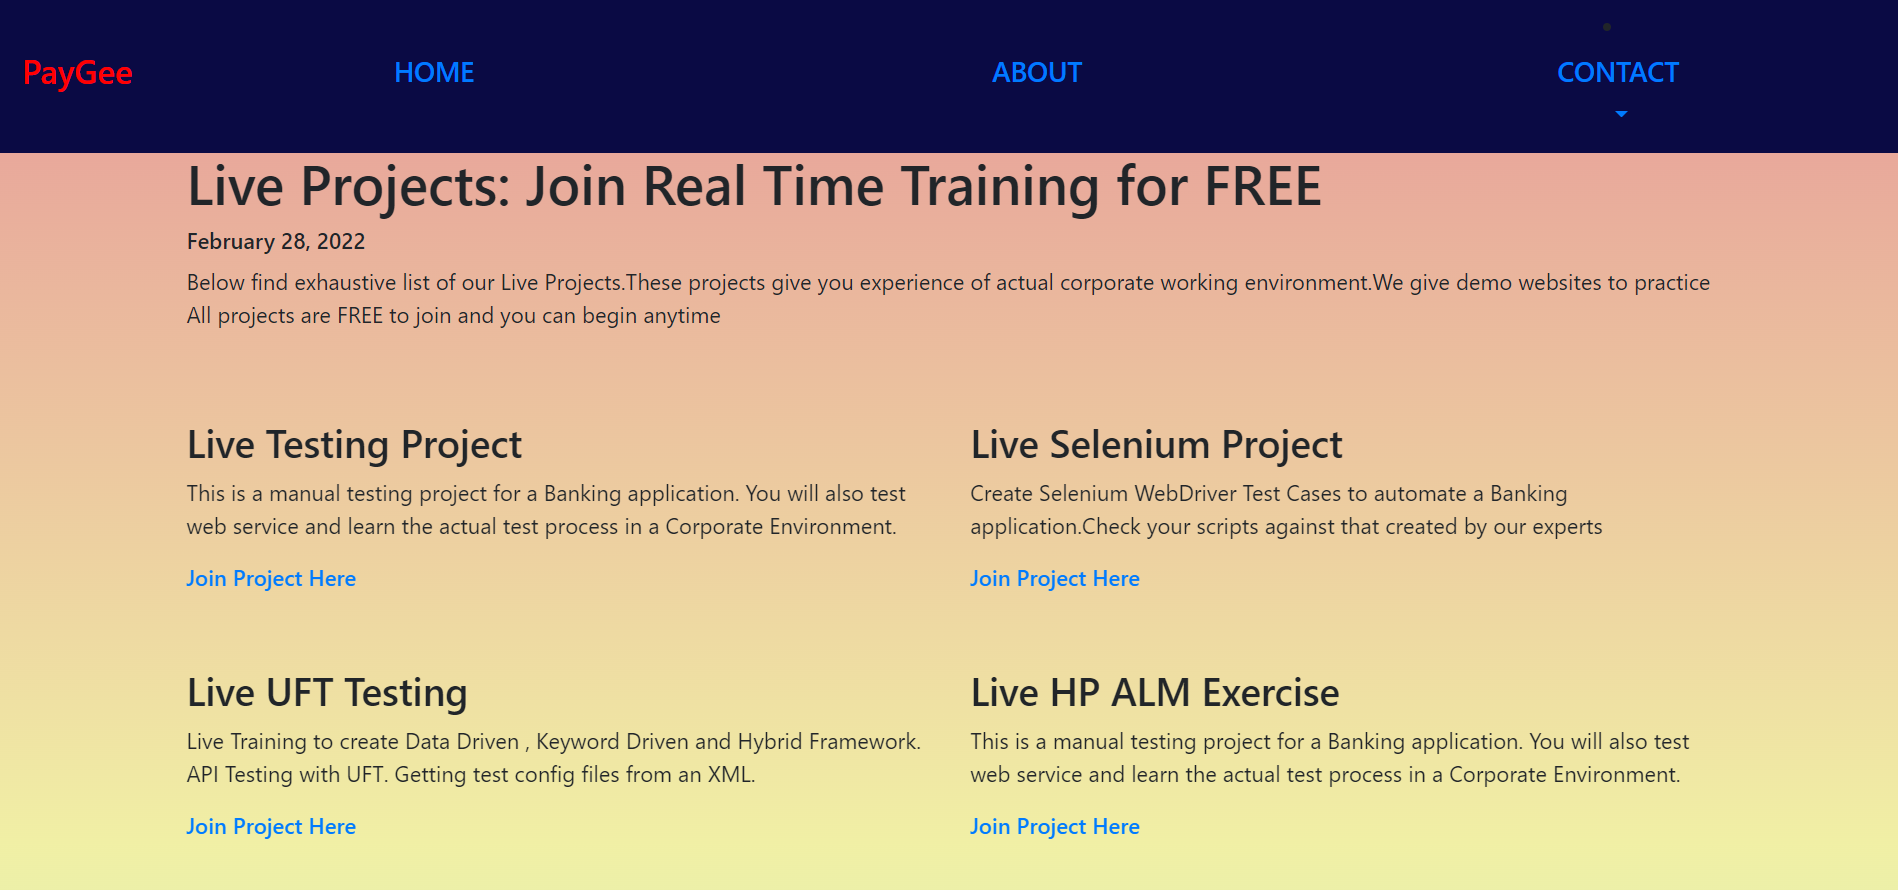 PayGee
HOME
ABOUT
CONTACT
Live Projects: Join Real Time Training for FREE
February 28, 2022
Below find exhaustive list of our Live Projects.These projects give you experience of actual corporate working environment.We give demo websites to practice
All projects are FREE to join and you can begin anytime
Live Testing Project
This is a manual testing project for a Banking application. You will also test
web service and learn the actual test process in a Corporate Environment.
Join Project Here
Live Selenium Project
Create Selenium WebDriver Test Cases to automate a Banking
application.Check your scripts against that created by our experts
Join Project Here
Live UFT Testing
Live Training to create Data Driven , Keyword Driven and Hybrid Framework.
API Testing with UFT. Getting test config files from an XML.
Join Project Here
Live HP ALM Exercise
This is a manual testing project for a Banking application. You will also test
web service and learn the actual test process in a Corporate Environment.
Join Project Here